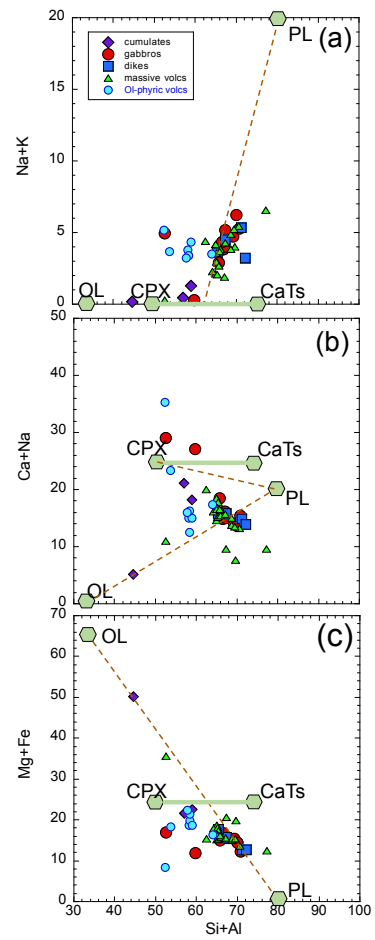 20
PL
(a)
cumulates
gabbros
dikes
massive volcs
Ol-phyric volcs
15
10
5
0
Na+K
OL
CPX
CaTs
50
(b)
40
30
20
10
0
Ca+Na
CPX
CaTs
PL
OL
70
OL
(c)
60
50
40
30
20
10
0
Mg+Fe
CPX
CaTs
PL
30 40 50 60 70 80 90 100
Si+Al